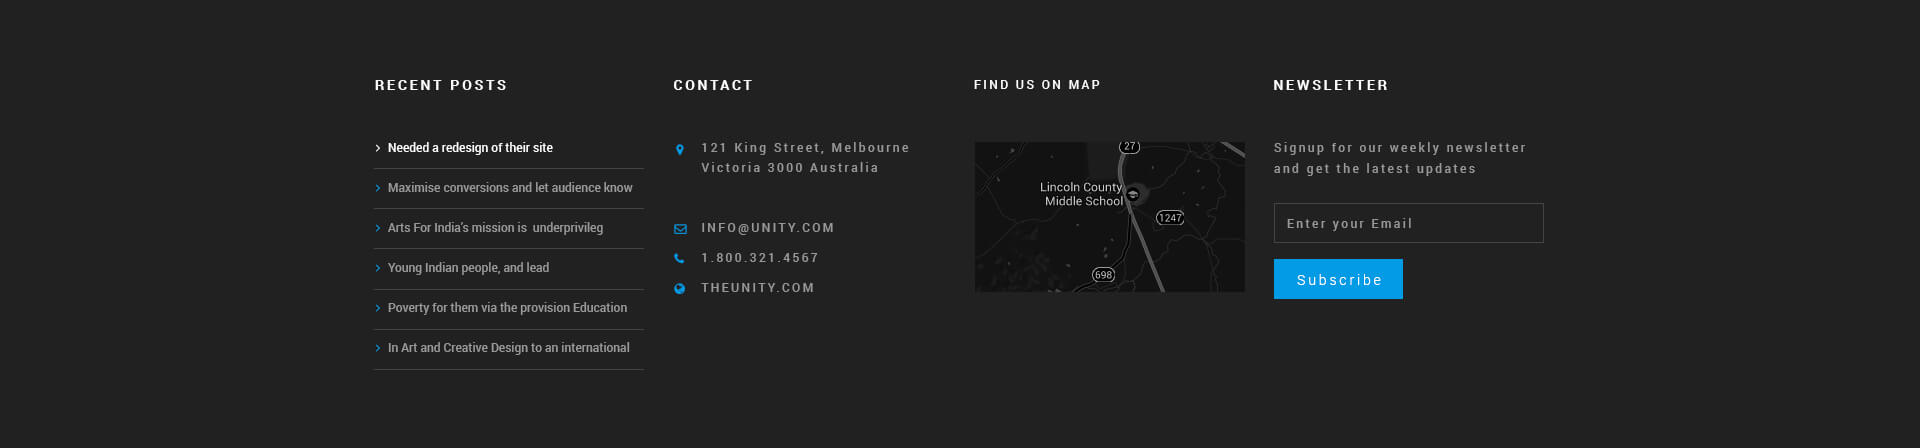 RECENT POSTS
Needed a redesign of their site
Maximise conversions and let audience know
Arts For India's mission is  underprivileg
Young Indian people, and lead
Poverty for them via the provision Education
In Art and Creative Design to an international
CONTACT
121 King Street, Melbourne
Victoria 3000 Australia
INFO@UNITY.COM
1.800.321.4567
THEUNITY.COM
FIND US ON MAP
27
Lincoln County
Middle School
1247
698
NEWSLETTER
Signup for our weekly newsletter
and get the latest updates
Enter your Email
Subscribe